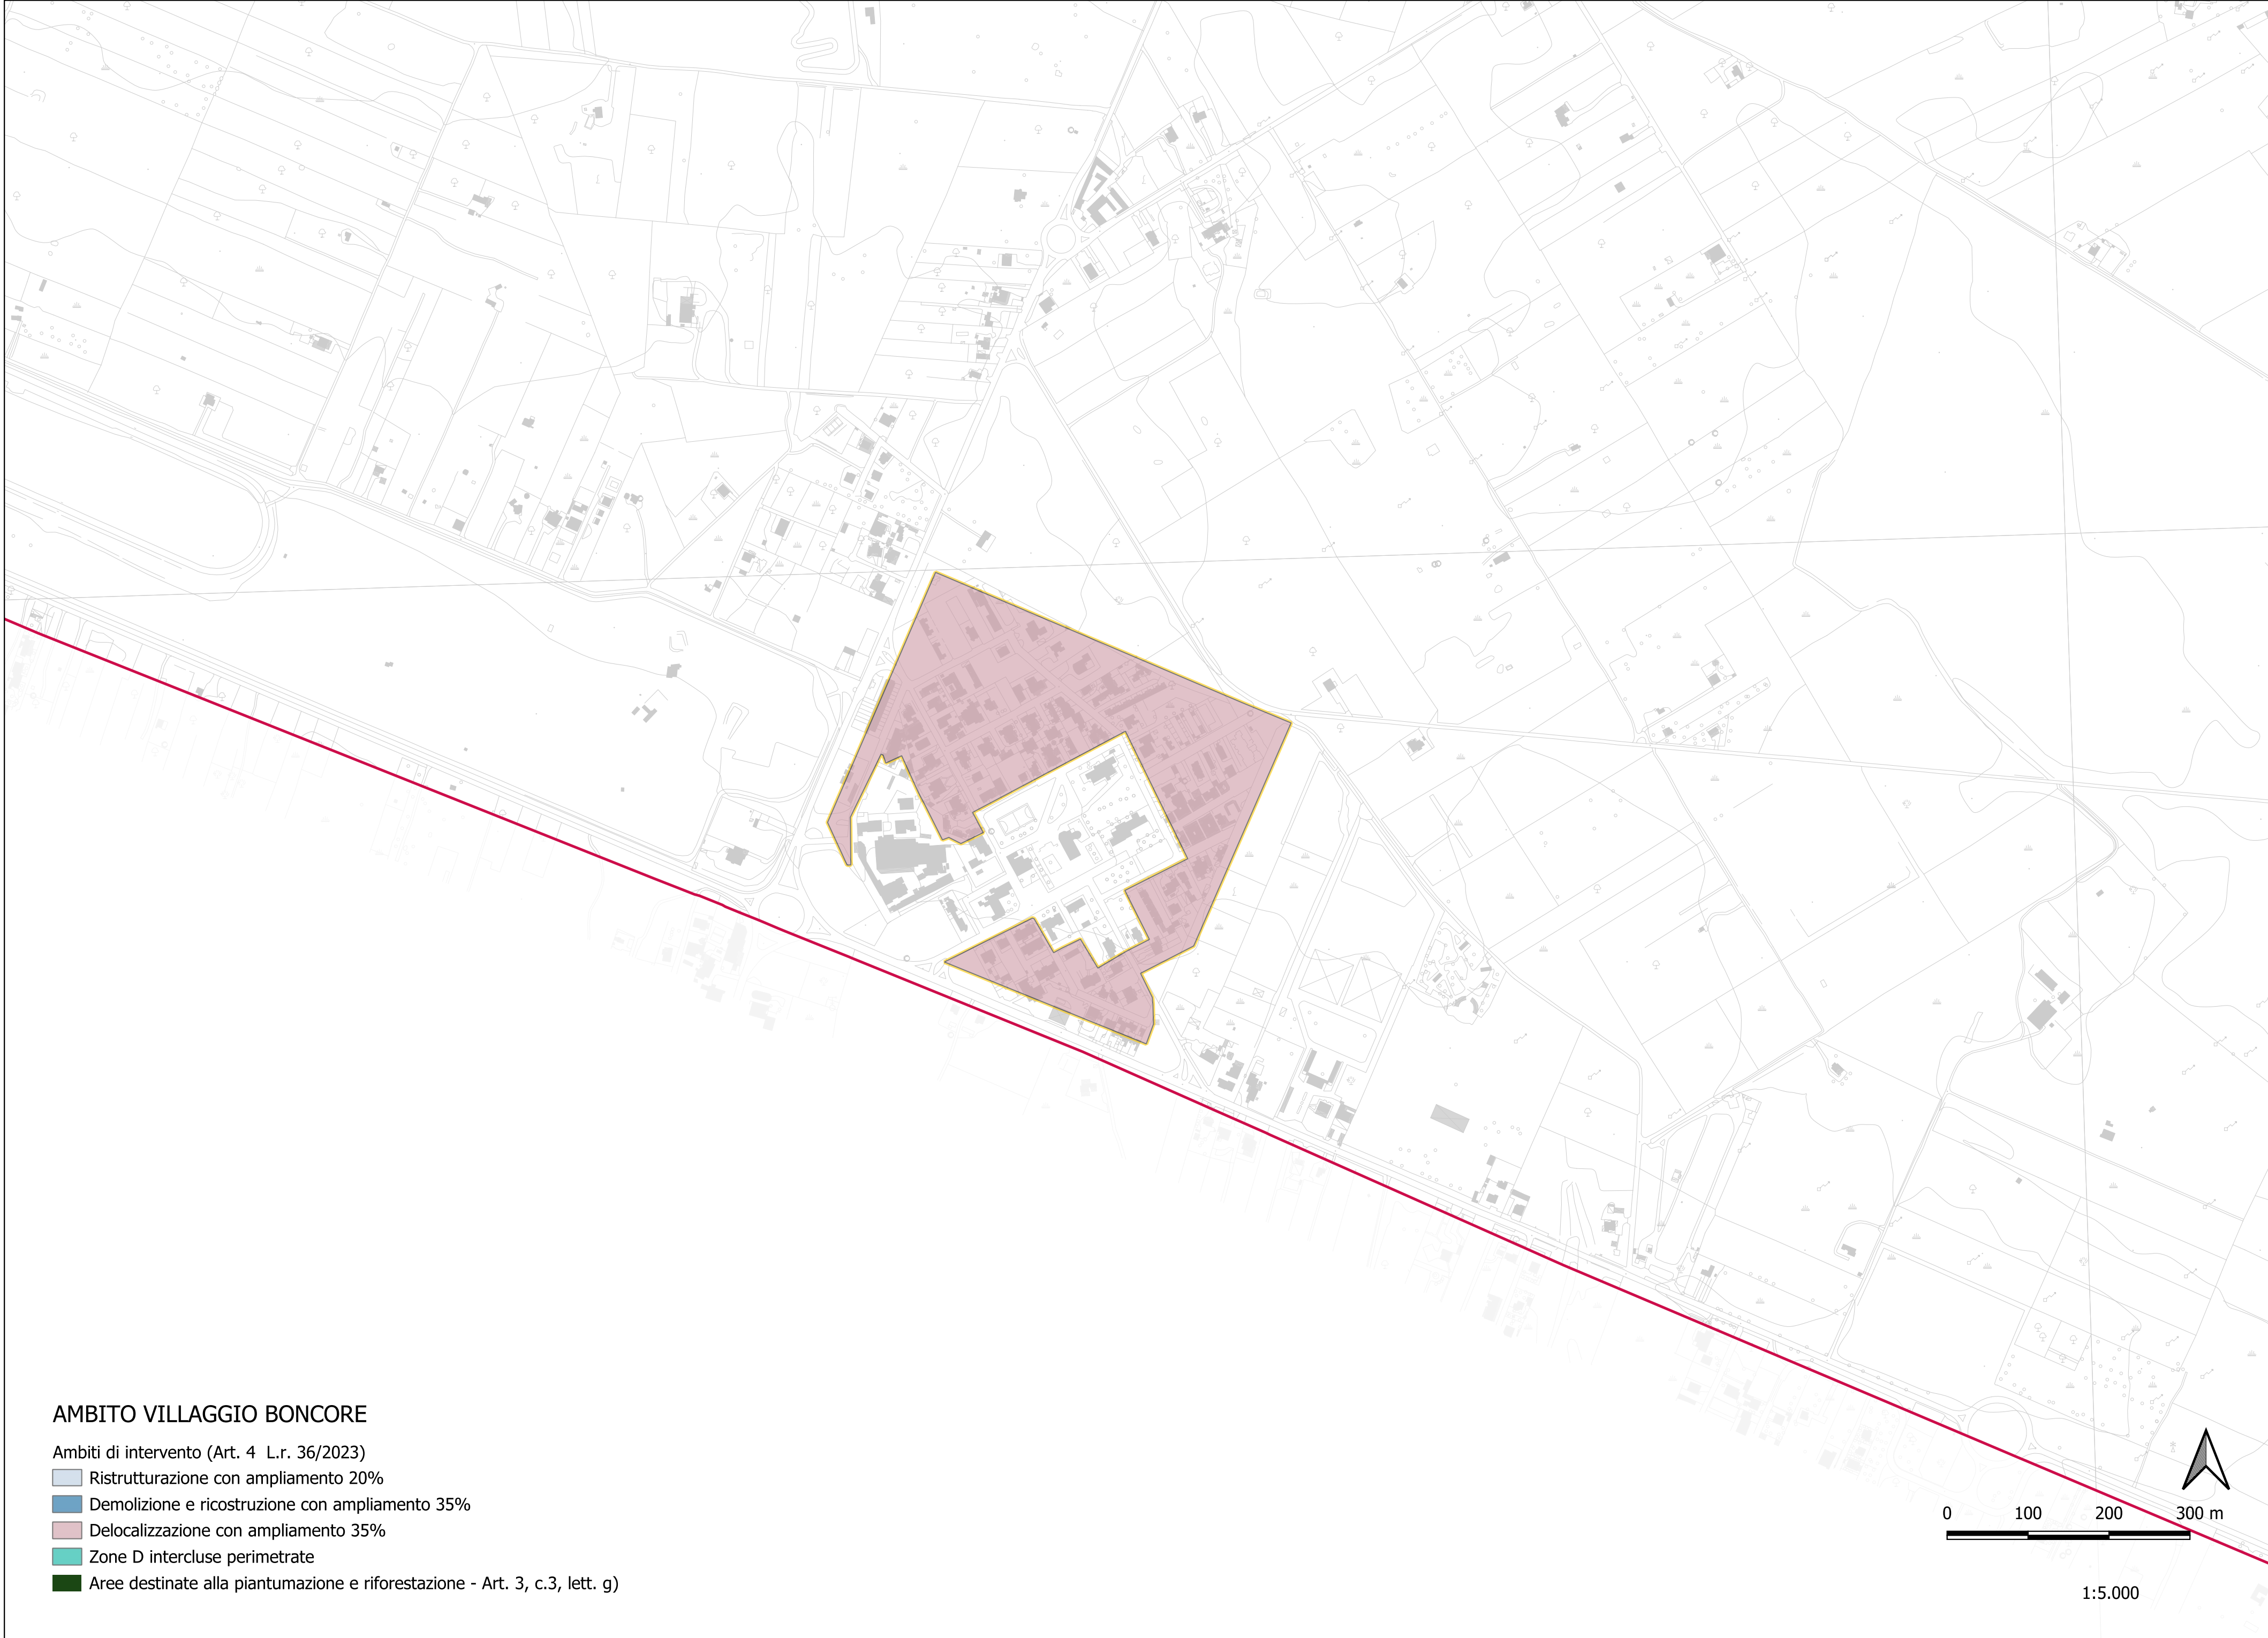 AMBITO VILLAGGIO BONCORE
Ambiti di intervento (Art. 4  L.r. 36/2023)
Ristrutturazione con ampliamento 20%
Demolizione e ricostruzione con ampliamento 35%
Delocalizzazione con ampliamento 35%
Zone D intercluse perimetrate
Aree destinate alla piantumazione e riforestazione - Art. 3, c.3, lett. g)
0 100 200 300 m
1:5.000